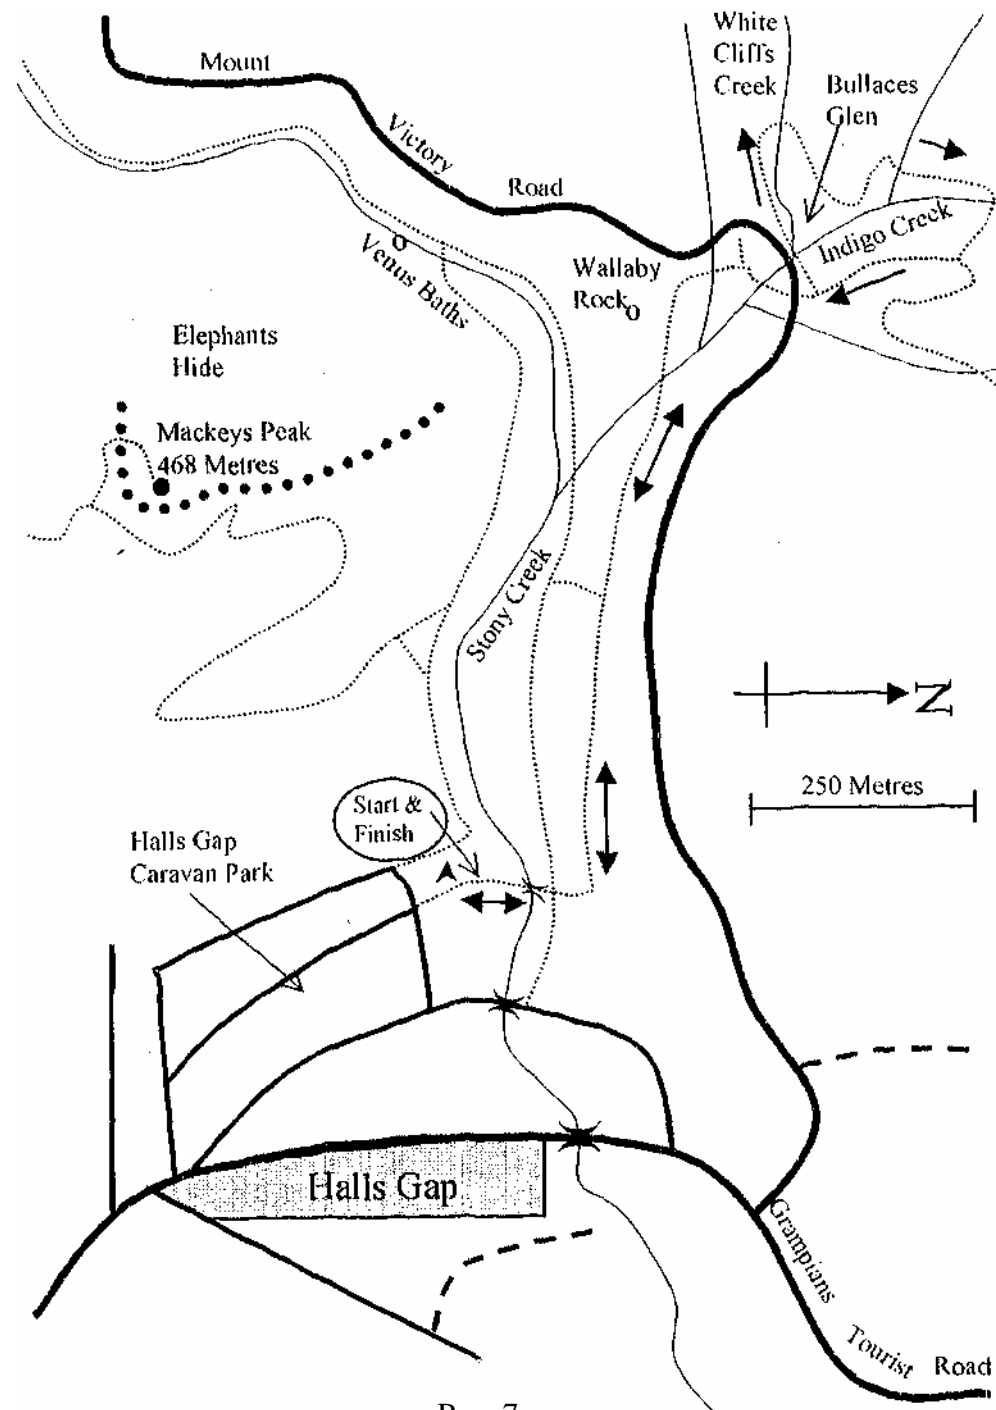 White
Cliffs
Creek
Mount
Bullaces
Glen
Victory
Road
Indigo Creek
Venus Baths
Wallaby
Rock
Elephants
Hide
Mackeys Peak
468 Metres
Stony Creek
N
250 Metres
Start &
Finish
Halls Gap
Caravan Park
Halls Gap
Grampians
Tourist
Road